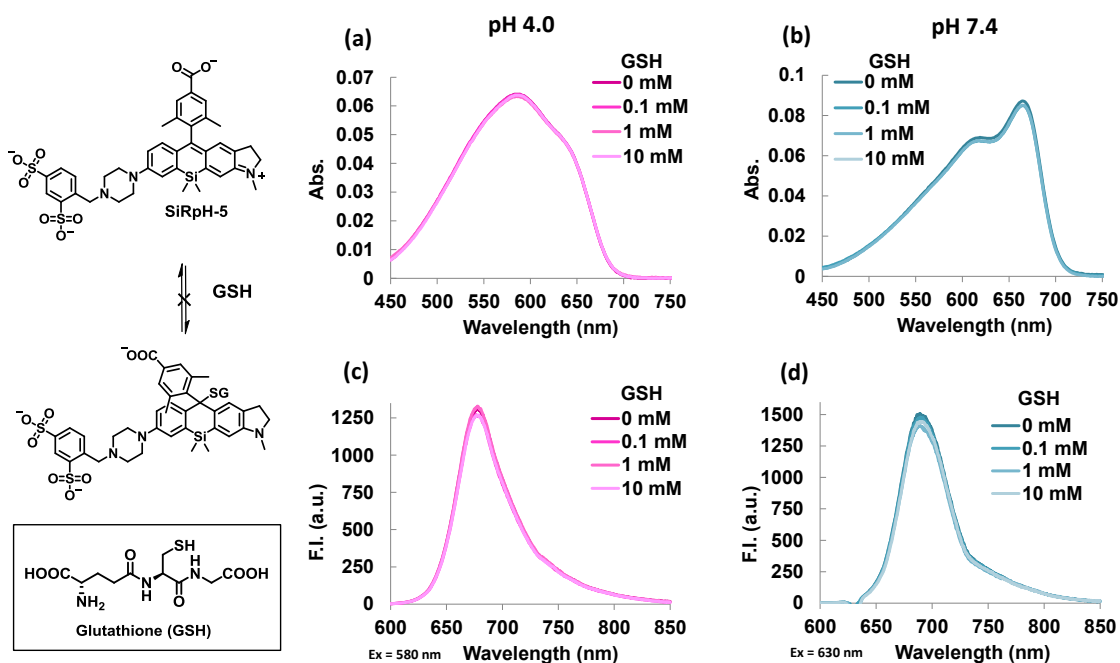 pH 4.0
pH 7.4
O
O−
−O
S
O
O
N
N
Si
N
+
O
S
O
O−
SiRpH-5
GSH
−OOC
SG
−O
S
O
O
N
N
Si
N
O
S
O
O−
SH
HOOC
NH2
O
N
H
O
H
N
COOH
Glutathione (GSH)
(a)
GSH
0 mM
0.1 mM
1 mM
10 mM
Abs.
0.07
0.06
0.05
0.04
0.03
0.02
0.01
0
450 500 550 600 650 700 750
Wavelength (nm)
(b)
GSH
0 mM
0.1 mM
1 mM
10 mM
Abs.
0.1
0.08
0.06
0.04
0.02
0
450 500 550 600 650 700 750
Wavelength (nm)
(c)
GSH
0 mM
0.1 mM
1 mM
10 mM
F.I. (a.u.)
1250
1000
750
500
250
0
600 650 700 750 800 850
Ex = 580 nm
Wavelength (nm)
(d)
GSH
0 mM
0.1 mM
1 mM
10 mM
F.I. (a.u.)
1500
1250
1000
750
500
250
0
600 650 700 750 800 850
Ex = 630 nm
Wavelength (nm)